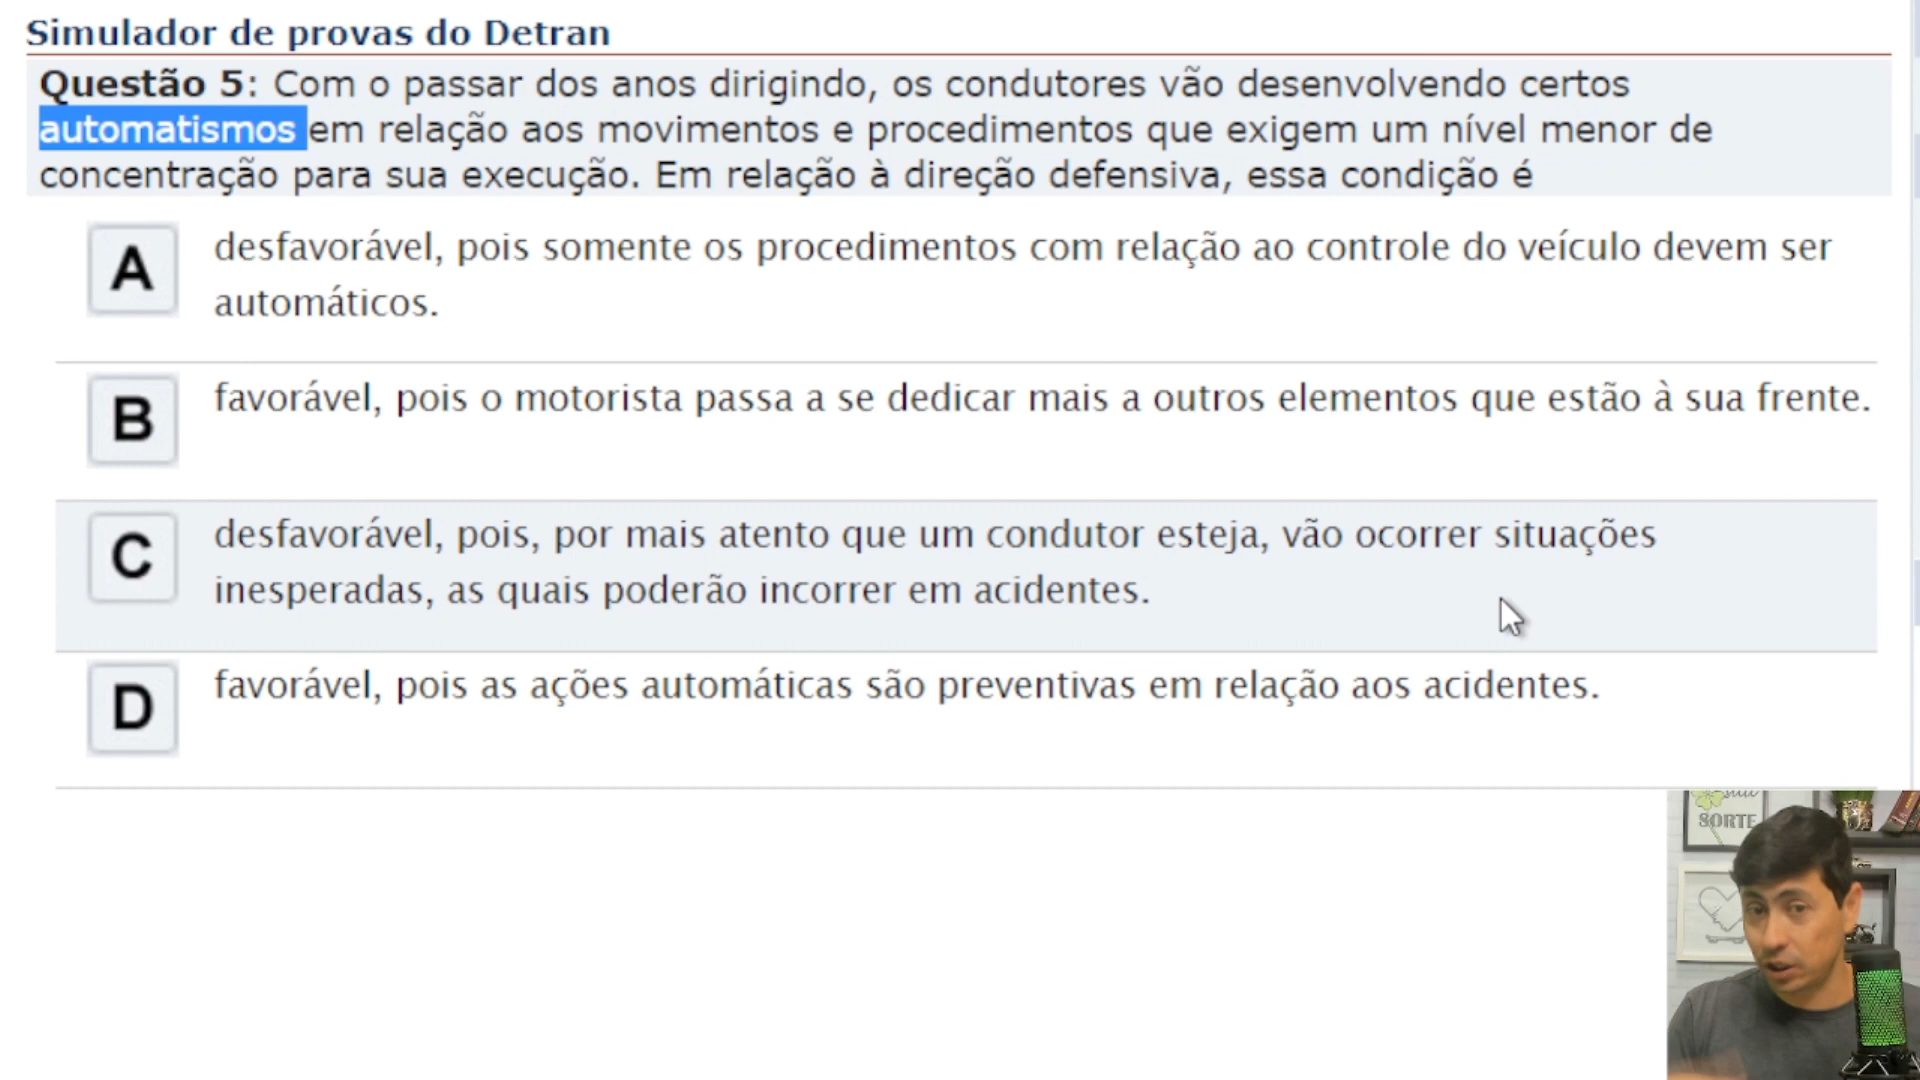 Simulador de provas do Detran
Questão 5: Com o passar dos anos dirigindo, os condutores vão desenvolvendo certos
automatismos em relação aos movimentos e procedimentos que exigem um nível menor de
concentração para sua execução. Em relação à direção defensiva, essa condição é
A desfavorável, pois somente os procedimentos com relação ao controle do veículo devem ser
automáticos.
B favorável, pois o motorista passa a se dedicar mais a outros elementos que estão à sua frente.
C desfavorável, pois, por mais atento que um condutor esteja, vão ocorrer situações
inesperadas, as quais poderão incorrer em acidentes.
D favorável, pois as ações automáticas são preventivas em relação aos acidentes.
SORTE